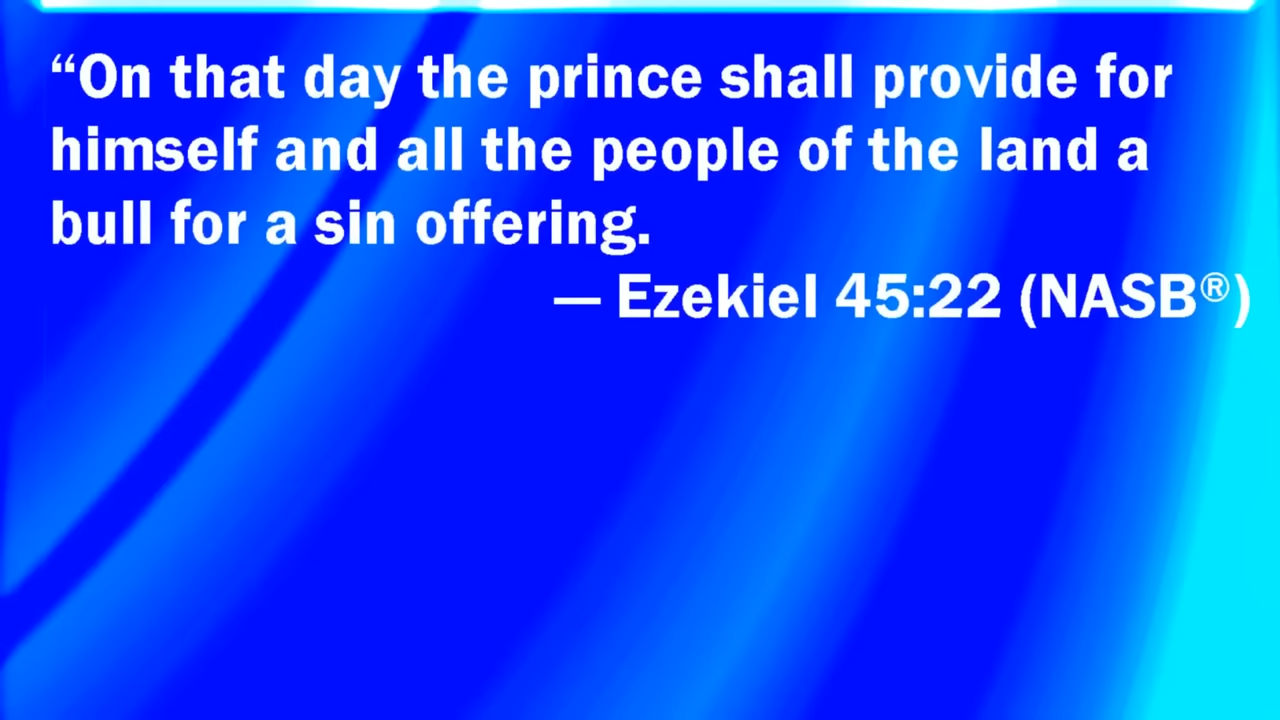 “On that day the prince shall provide for
himself and all the people of the land a
bull for a sin offering.
— Ezekiel 45:22 (NASB®)